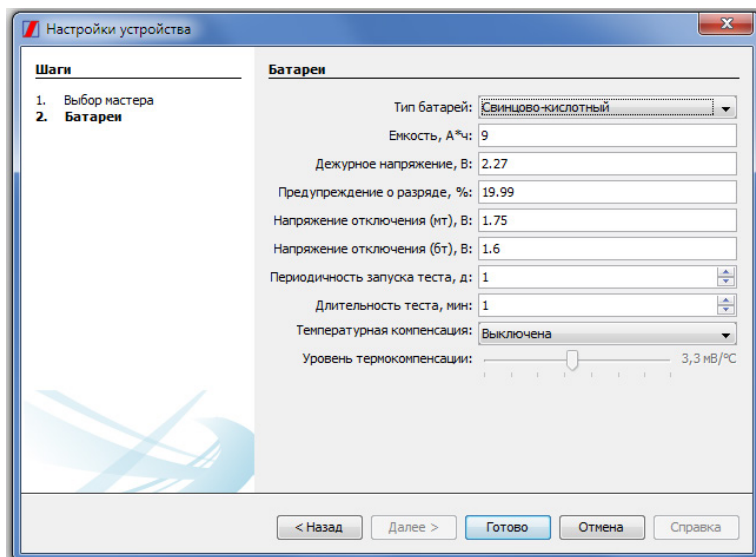 Настройки устройства
Шаги
1. Выбор мастера
2. Батареи
Батареи
Тип батарей: Свинцово-кислотный
Емкость, А*ч: 9
Дежурное напряжение, В: 2.27
Предупреждение о разряде, %: 19.99
Напряжение отключения (мт), В: 1.75
Напряжение отключения (бт), В: 1.6
Периодичность запуска теста, д: 1
Длительность теста, мин: 1
Температурная компенсация: Выключена
Уровень термокомпенсации: 3,3 мВ/°C
< Назад Далее > Готово Отмена Справка